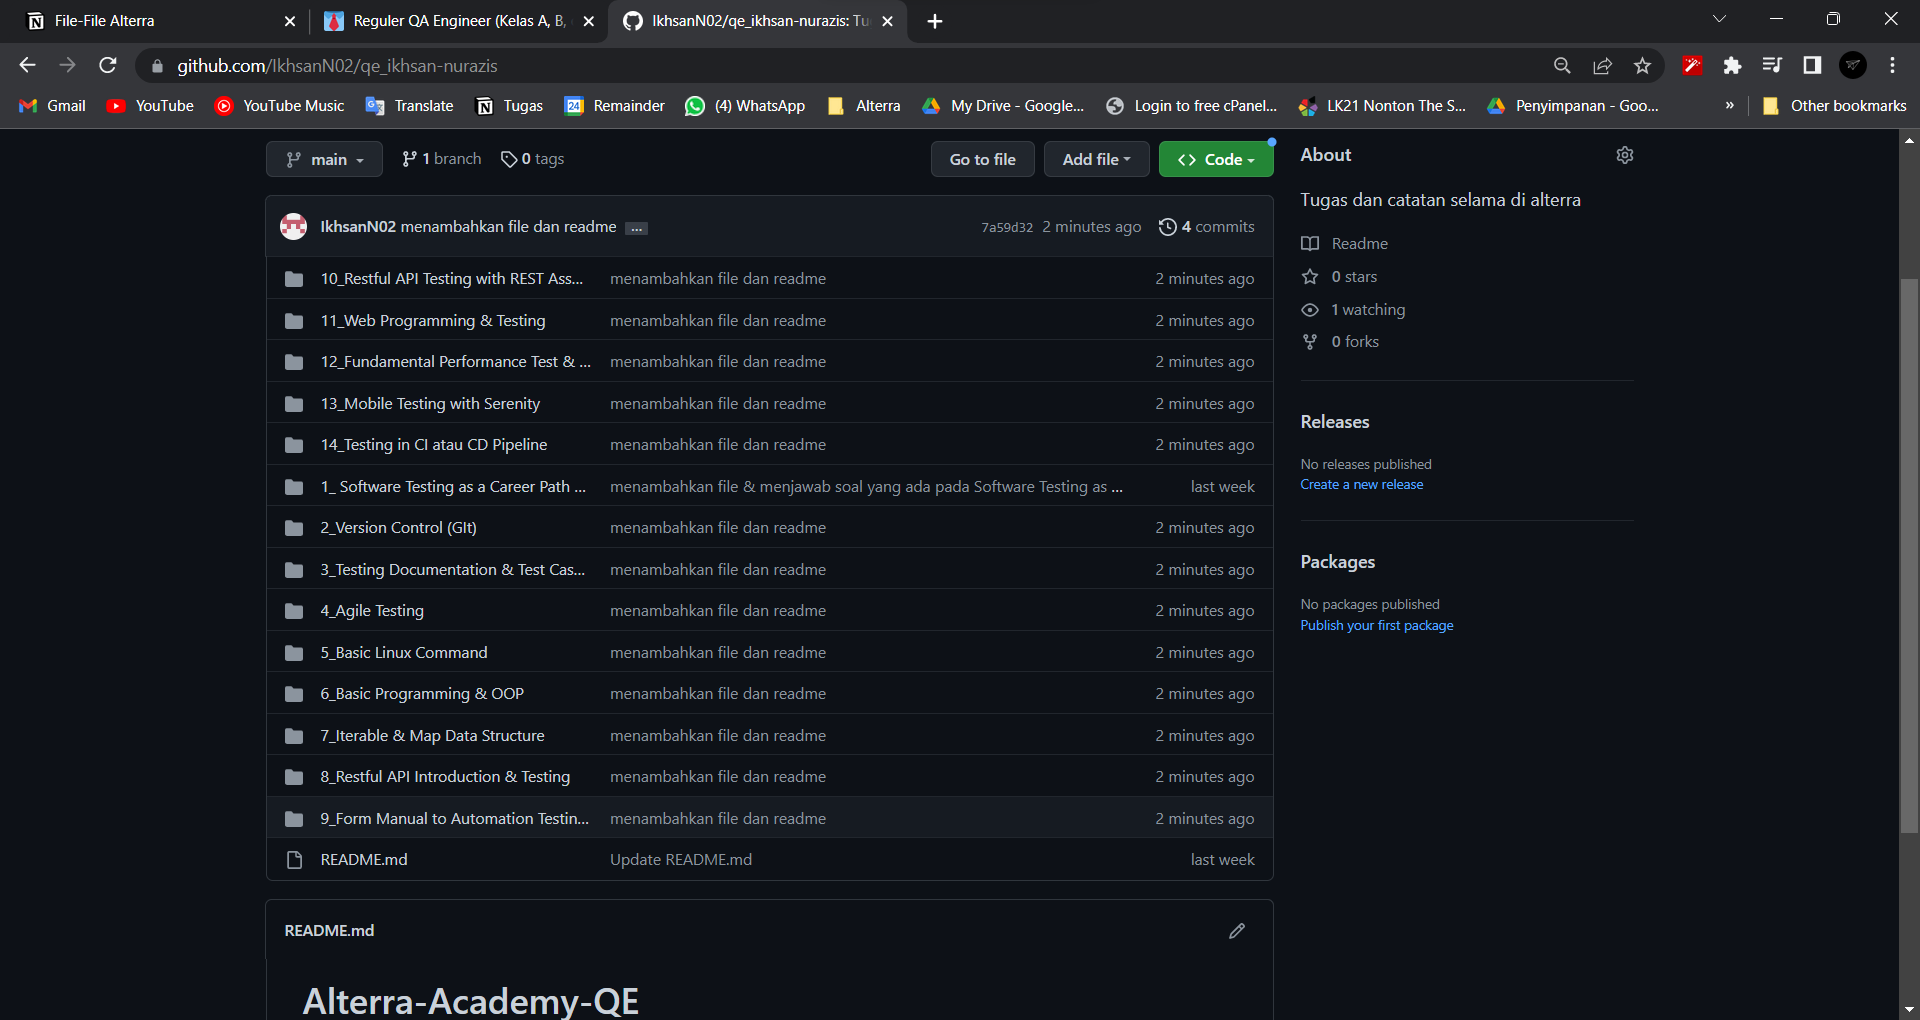 File-File Alterra
Reguler QA Engineer (Kelas A, B,
IkhsanN02/qe_ikhsan-nurazis: Tu
github.com/IkhsanN02/qe_ikhsan-nurazis
Gmail
YouTube
YouTube Music
Translate
Tugas
24
Remainder
(4) WhatsApp
Alterra
My Drive - Google...
Login to free cPanel...
LK21 Nonton The S...
Penyimpanan - Goo...
»
Other bookmarks
main
1 branch
0 tags
Go to file
Add file
<> Code
About
Tugas dan catatan selama di alterra
IkhsanN02 menambahkan file dan readme ...
7a59d32 2 minutes ago
4 commits
Readme
0 stars
1 watching
0 forks
10_Restful API Testing with REST Ass... menambahkan file dan readme 2 minutes ago
11_Web Programming & Testing menambahkan file dan readme 2 minutes ago
12_Fundamental Performance Test & ... menambahkan file dan readme 2 minutes ago
13_Mobile Testing with Serenity menambahkan file dan readme 2 minutes ago
14_Testing in CI atau CD Pipeline menambahkan file dan readme 2 minutes ago
1_ Software Testing as a Career Path ... menambahkan file & menjawab soal yang ada pada Software Testing as ... last week
2_Version Control (GIt) menambahkan file dan readme 2 minutes ago
3_Testing Documentation & Test Cas... menambahkan file dan readme 2 minutes ago
4_Agile Testing menambahkan file dan readme 2 minutes ago
5_Basic Linux Command menambahkan file dan readme 2 minutes ago
6_Basic Programming & OOP menambahkan file dan readme 2 minutes ago
7_Iterable & Map Data Structure menambahkan file dan readme 2 minutes ago
8_Restful API Introduction & Testing menambahkan file dan readme 2 minutes ago
9_Form Manual to Automation Testin... menambahkan file dan readme 2 minutes ago
README.md Update README.md last week
Releases
No releases published
Create a new release
Packages
No packages published
Publish your first package
README.md
Alterra-Academy-QE